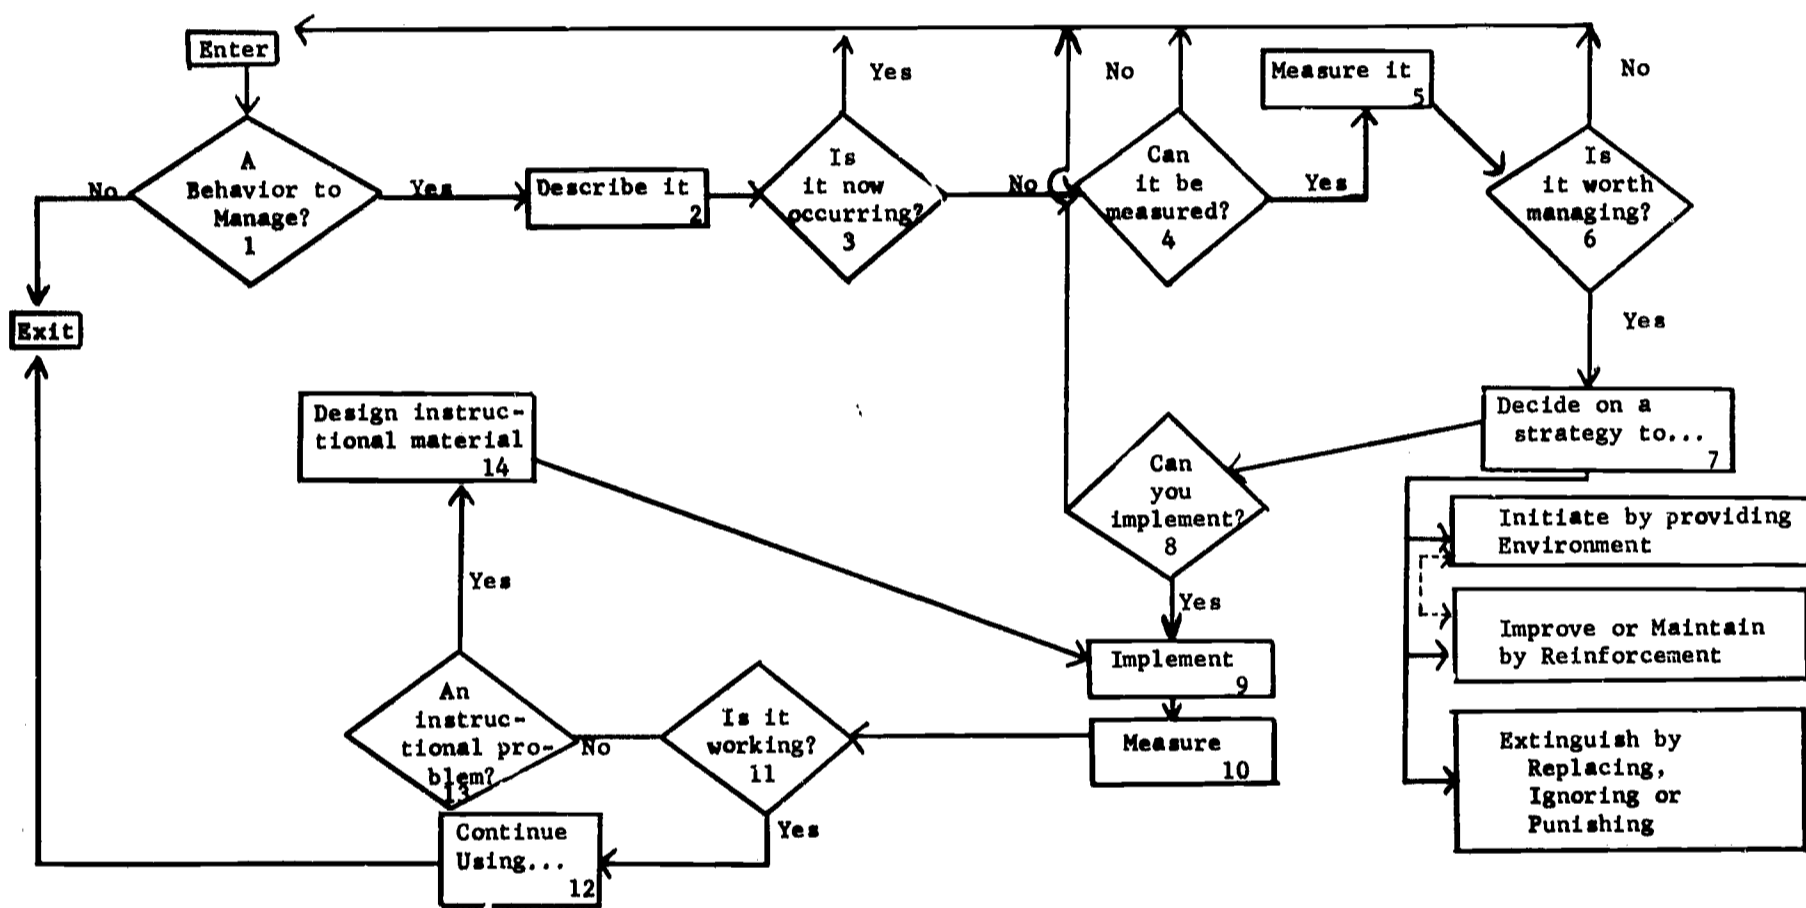 Enter
A
Behavior to
Manage?
1
No
Yes
Exit
Describe it
2
Is
it now
occurring?
3
Yes
No
Can
it be
measured?
4
No
Yes
Measure it
5
Is
it worth
managing?
6
No
Yes
Decide on a
strategy to...
7
Initiate by providing
Environment
Improve or Maintain
by Reinforcement
Extinguish by
Replacing,
Ignoring or
Punishing
Can
you
implement?
8
Yes
Implement
9
Measure
10
Is it
working?
11
No
Yes
Continue
Using...
12
An
instruc-
tional pro-
blem?
13
Yes
Design instruc-
tional material
14